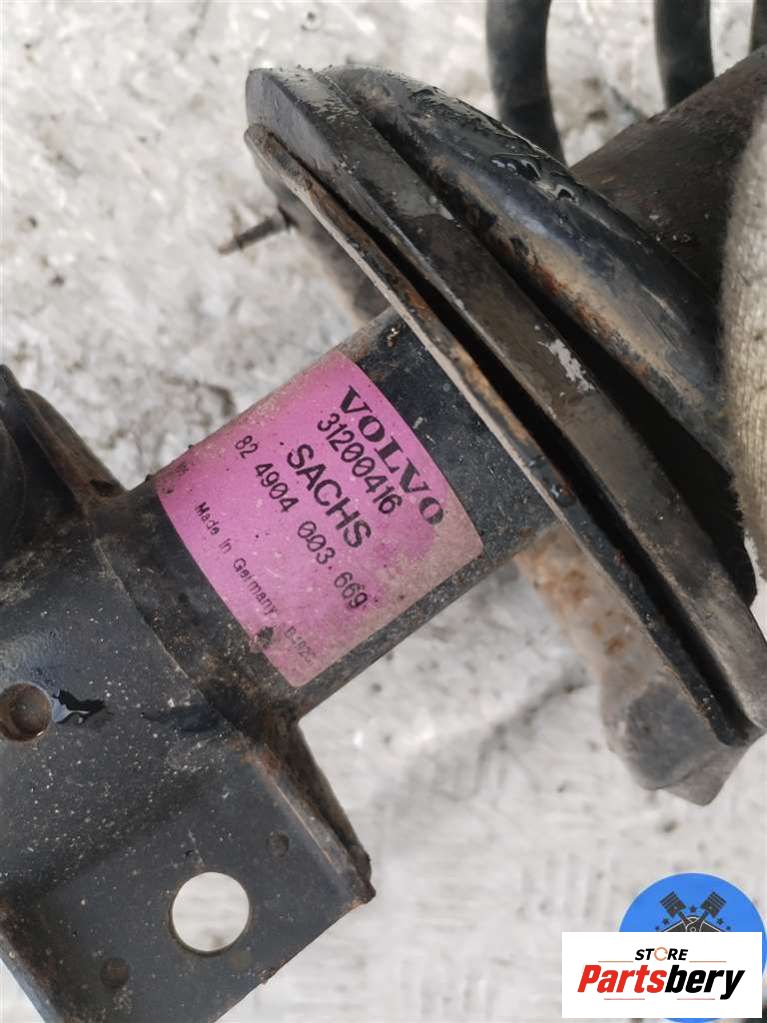 VOLVO
31200416
SACHS
82 4904 003.669
Made in Germany
STORE
Partsbery